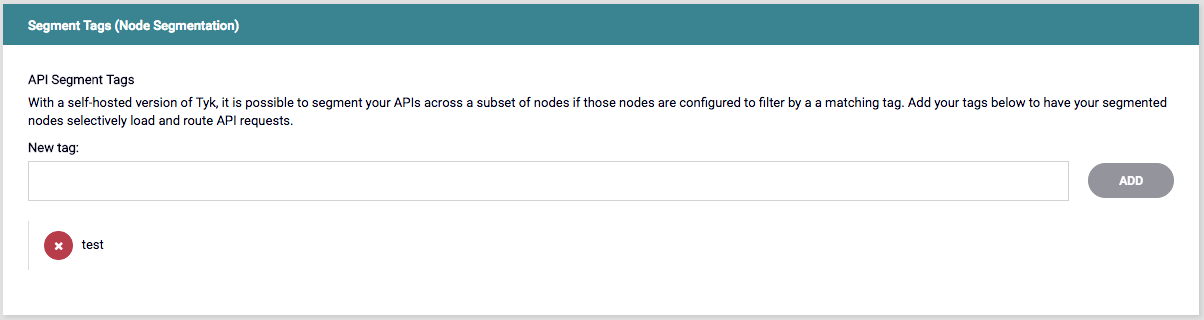 Segment Tags (Node Segmentation)
API Segment Tags
With a self-hosted version of Tyk, it is possible to segment your APIs across a subset of nodes if those nodes are configured to filter by a a matching tag. Add your tags below to have your segmented
nodes selectively load and route API requests.
New tag:
ADD
test